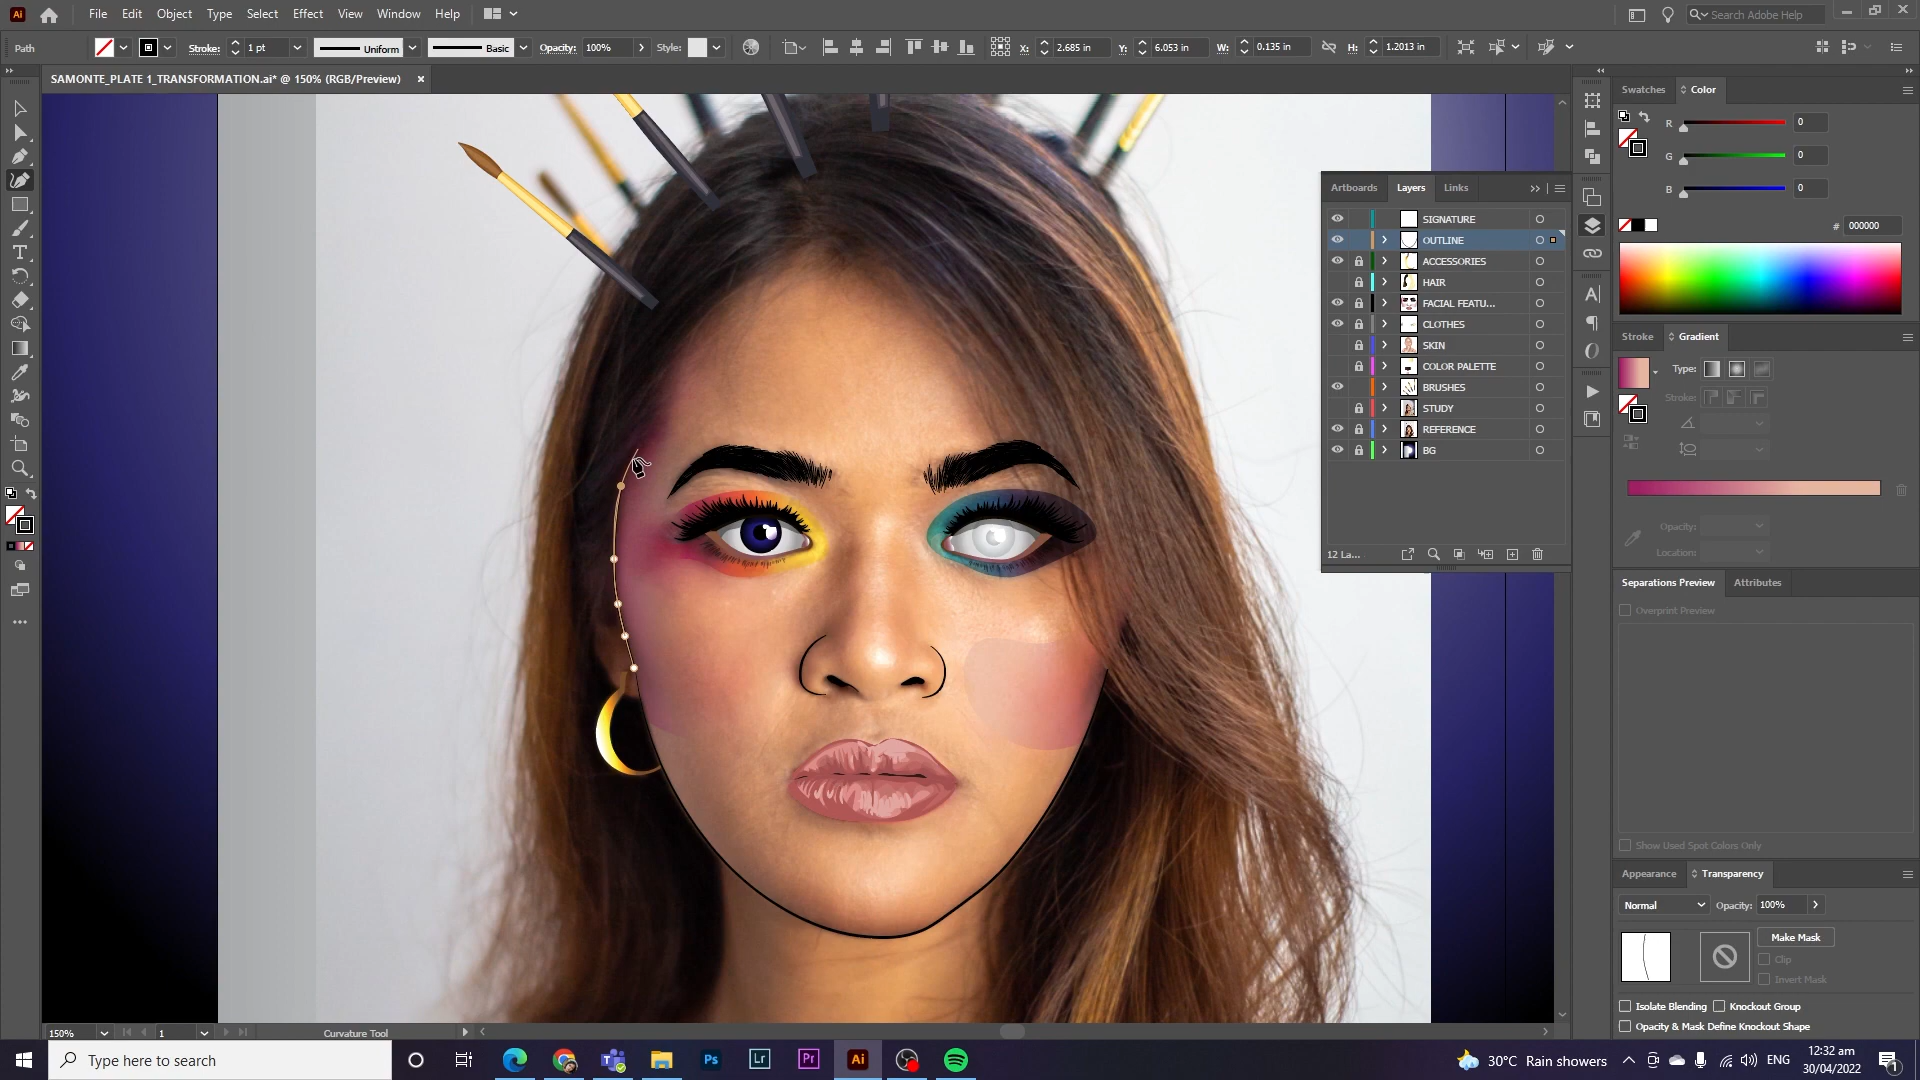 Ai File Edit Object Type Select Effect View Window Help Search Adobe Help
Path Stroke: 1 pt Uniform Basic Opacity: 100% Style: X: 2.685 in Y: 6.053 in W: 0.135 in H: 1.2013 in
SAMONTE_PLATE 1_TRANSFORMATION.ai* @ 150% (RGB/Preview) ×
Artboards Layers Links
SIGNATURE
OUTLINE
ACCESSORIES
HAIR
FACIAL FEATU...
CLOTHES
SKIN
COLOR PALETTE
BRUSHES
STUDY
REFERENCE
BG
12 La...
Swatches Color
R 0
G 0
B 0
# 000000
Stroke Gradient
Type:
Stroke:
Opacity:
Location:
Separations Preview Attributes
Overprint Preview
Show Used Spot Colors Only
Appearance Transparency
Normal Opacity: 100%
Make Mask
Clip
Invert Mask
Isolate Blending Knockout Group
Opacity & Mask Define Knockout Shape
150% 1 Curvature Tool
Type here to search Ps Lr Pr Ai 30°C Rain showers ENG 12:32 am
30/04/2022 1